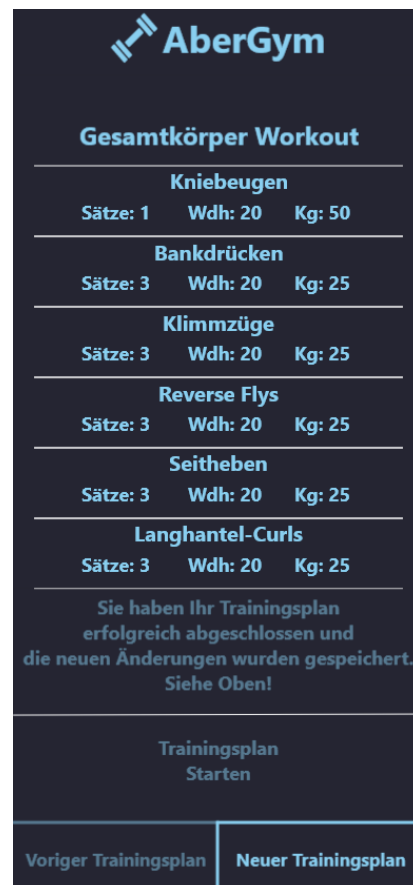 AberGym
Gesamtkörper Workout
Kniebeugen
Sätze: 1 Wdh: 20 Kg: 50
Bankdrücken
Sätze: 3 Wdh: 20 Kg: 25
Klimmzüge
Sätze: 3 Wdh: 20 Kg: 25
Reverse Flys
Sätze: 3 Wdh: 20 Kg: 25
Seitheben
Sätze: 3 Wdh: 20 Kg: 25
Langhantel-Curls
Sätze: 3 Wdh: 20 Kg: 25
Sie haben Ihr Trainingsplan
erfolgreich abgeschlossen und
die neuen Änderungen wurden gespeichert.
Siehe Oben!
Trainingsplan
Starten
Voriger Trainingsplan Neuer Trainingsplan